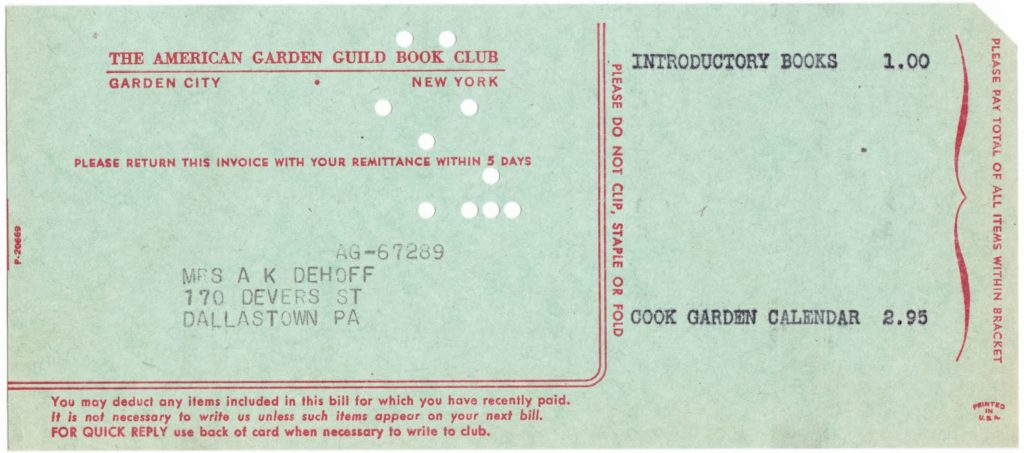 THE AMERICAN GARDEN GUILD BOOK CLUB
GARDEN CITY • NEW YORK
PLEASE RETURN THIS INVOICE WITH YOUR REMITTANCE WITHIN 5 DAYS
P-20669
AG-67289
MRS A K DEHOFF
170 DEVERS ST
DALLASTOWN PA
You may deduct any items included in this bill for which you have recently paid.
It is not necessary to write us unless such items appear on your next bill.
FOR QUICK REPLY use back of card when necessary to write to club.
PLEASE DO NOT CLIP, STAPLE OR FOLD
INTRODUCTORY BOOKS 1.00
COOK GARDEN CALENDAR 2.95
PLEASE PAY TOTAL OF ALL ITEMS WITHIN BRACKET
PRINTED
IN
U.S.A.